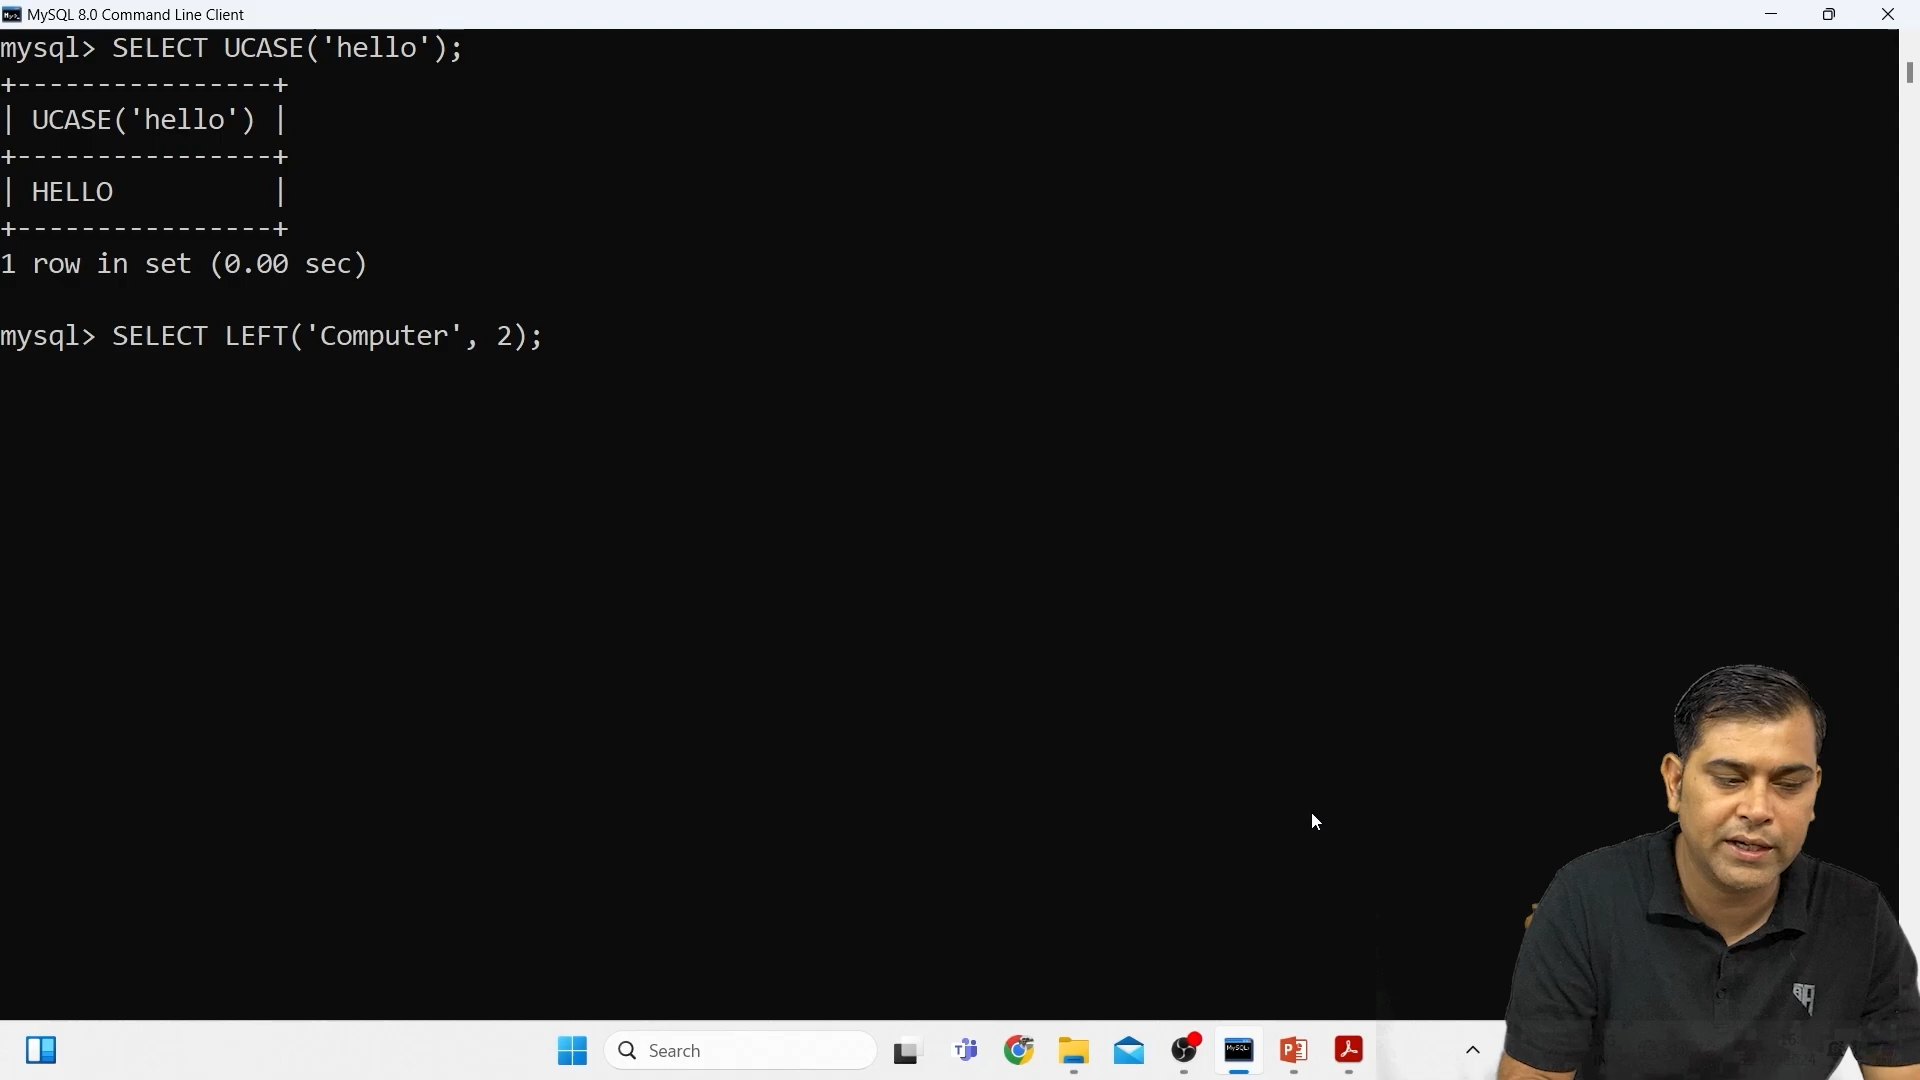 MySQL 8.0 Command Line Client
mysql> SELECT UCASE('hello');
+----------------+
| UCASE('hello') |
+----------------+
| HELLO          |
+----------------+
1 row in set (0.00 sec)
mysql> SELECT LEFT('Computer', 2);
Search